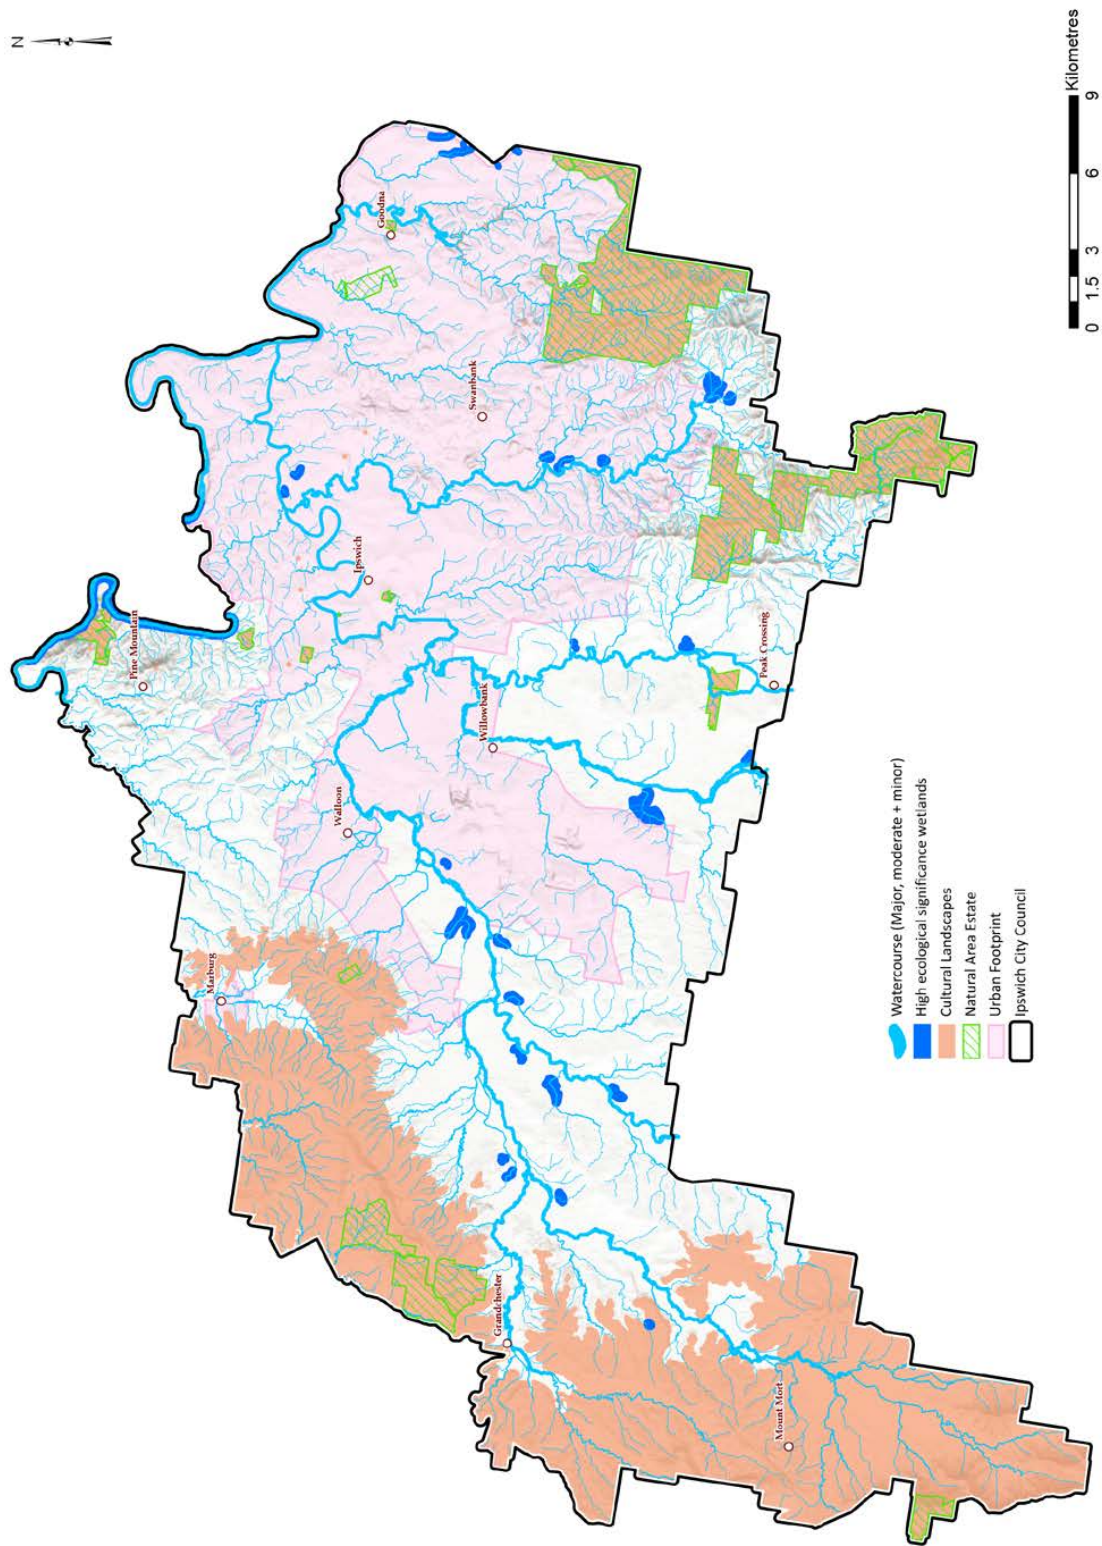 N
Goodna
Swanbank
Ipswich
Pine Mountain
Peak Crossing
Willowbank
Walloon
Marburg
Grandchester
Mount Mort
Watercourse (Major, moderate + minor)
High ecological significance wetlands
Cultural Landscapes
Natural Area Estate
Urban Footprint
Ipswich City Council
0 1.5 3 6 9
Kilometres